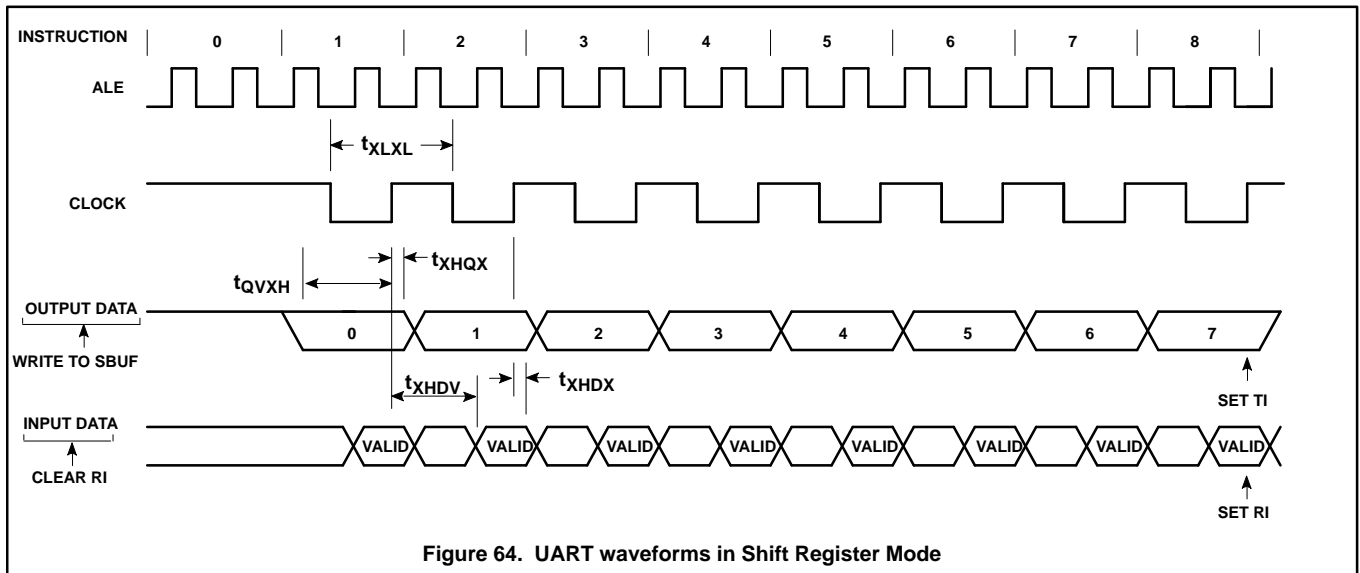 INSTRUCTION 0 1 2 3 4 5 6 7 8
ALE
tXLXL
CLOCK
tXHQX
tQVXH
OUTPUT DATA
0 1 2 3 4 5 6 7
WRITE TO SBUF
tXHDV
tXHDX
SET TI
INPUT DATA
VALID VALID VALID VALID VALID VALID VALID VALID
CLEAR RI
SET RI
Figure 64. UART waveforms in Shift Register Mode